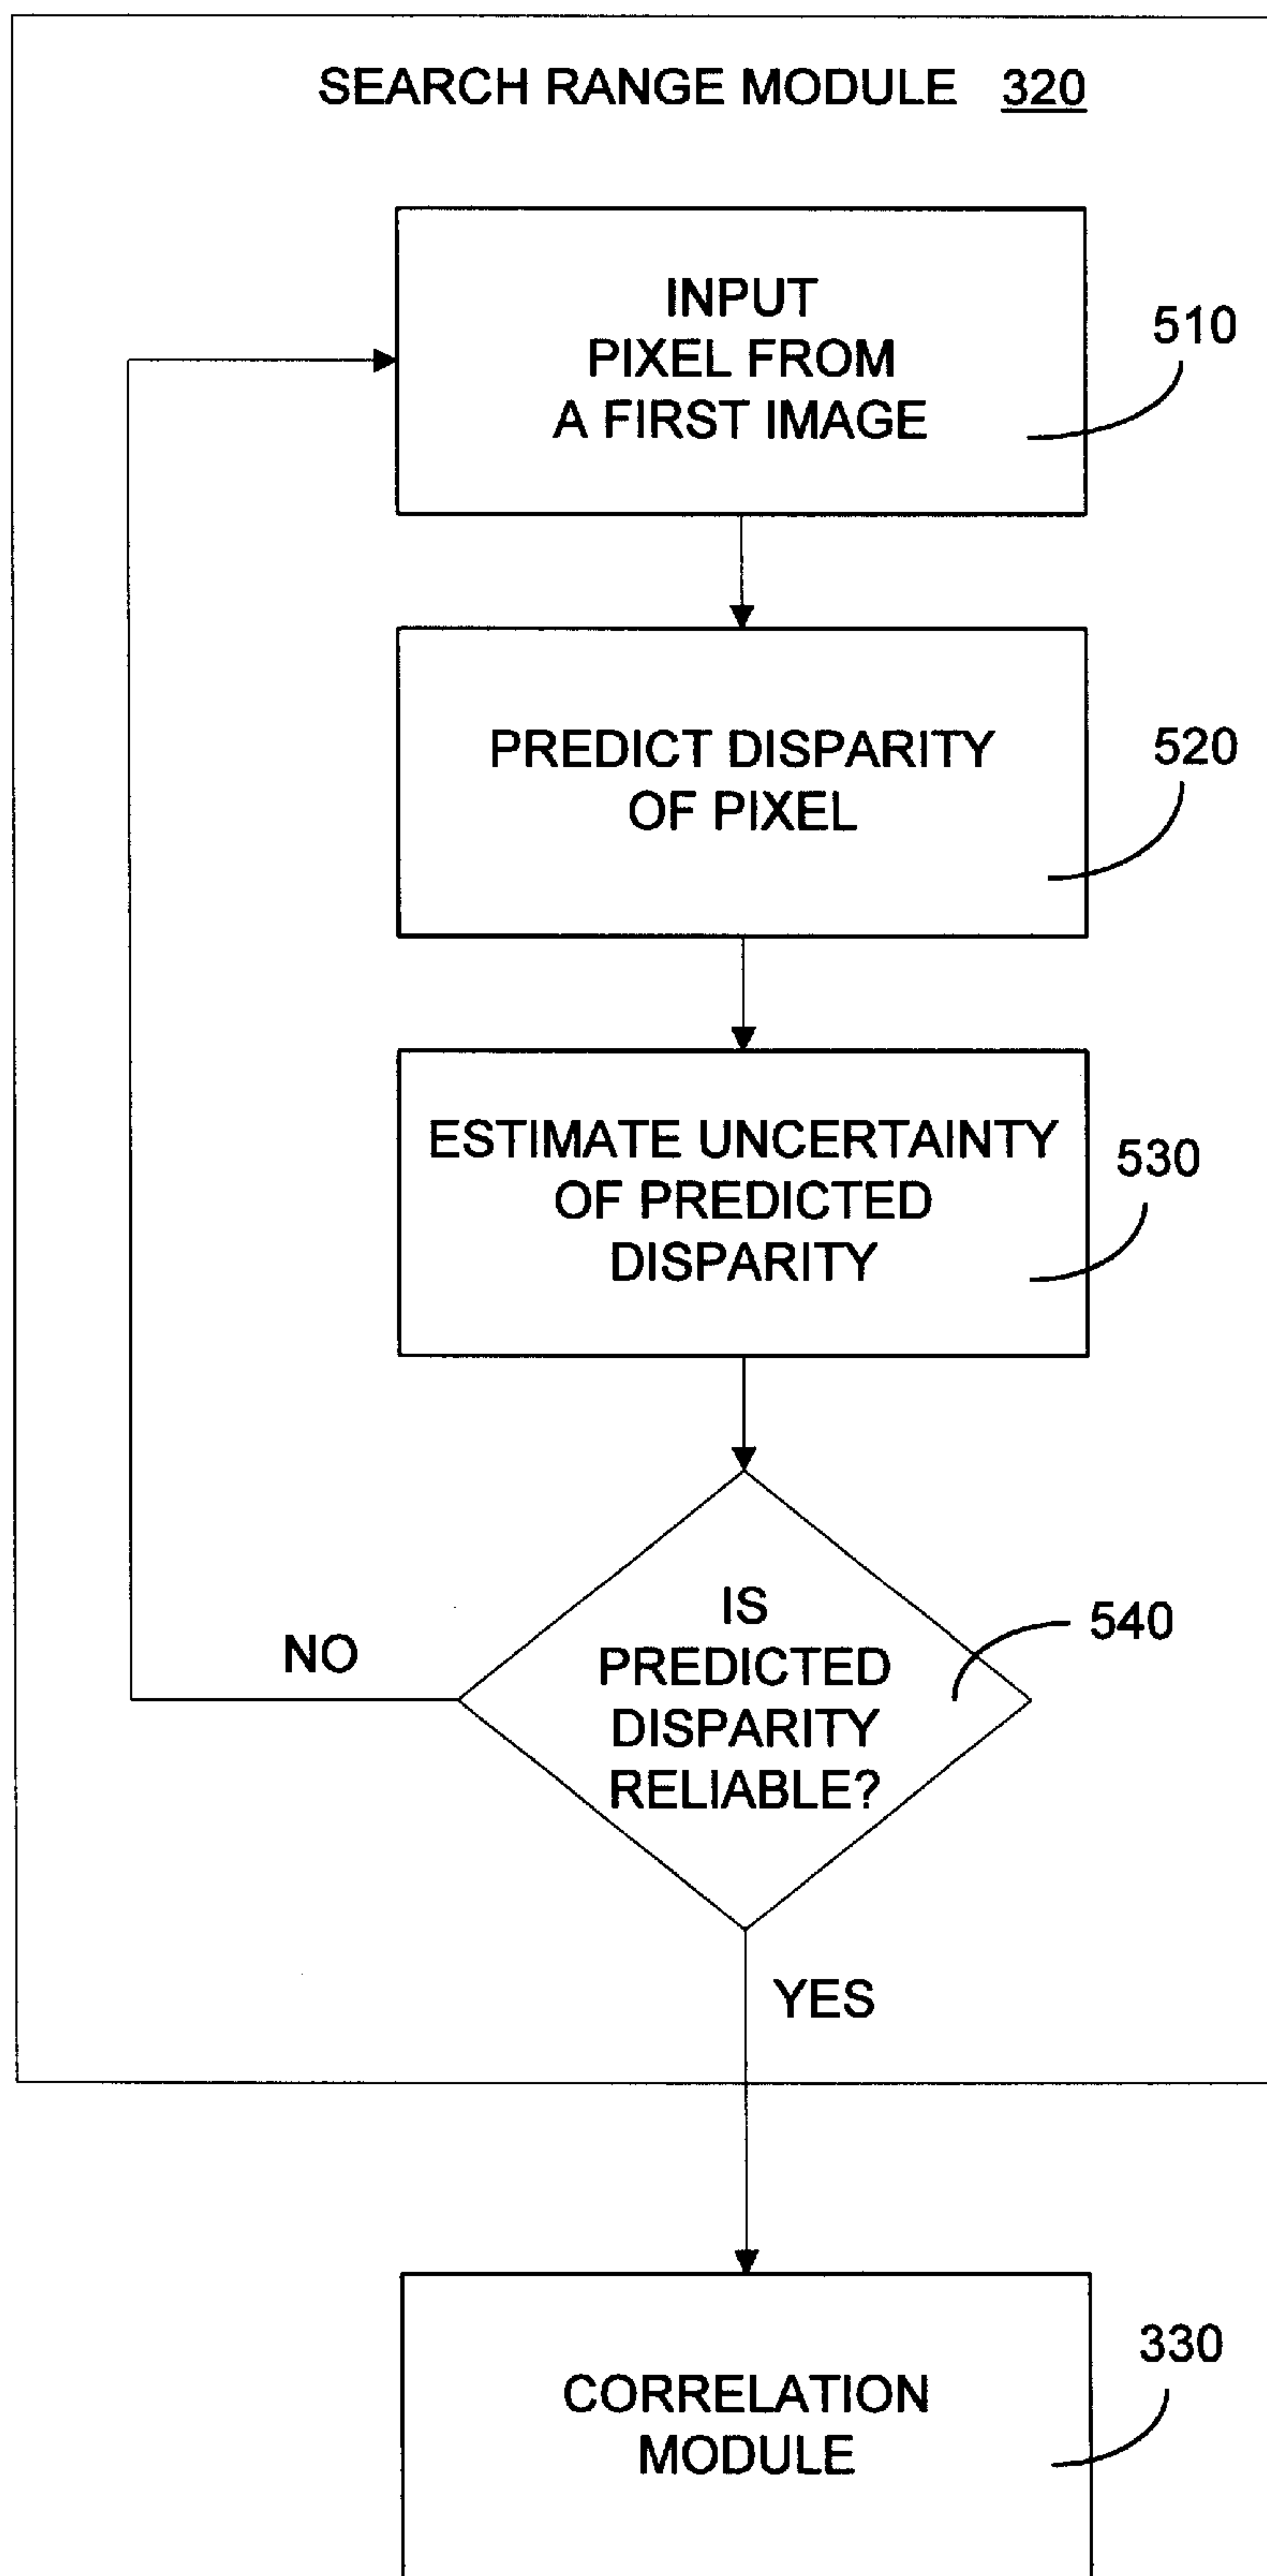 SEARCH RANGE MODULE 320
INPUT
PIXEL FROM
A FIRST IMAGE
510
PREDICT DISPARITY
OF PIXEL
520
ESTIMATE UNCERTAINTY
OF PREDICTED
DISPARITY
530
IS
PREDICTED
DISPARITY
RELIABLE?
540
NO
YES
CORRELATION
MODULE
330